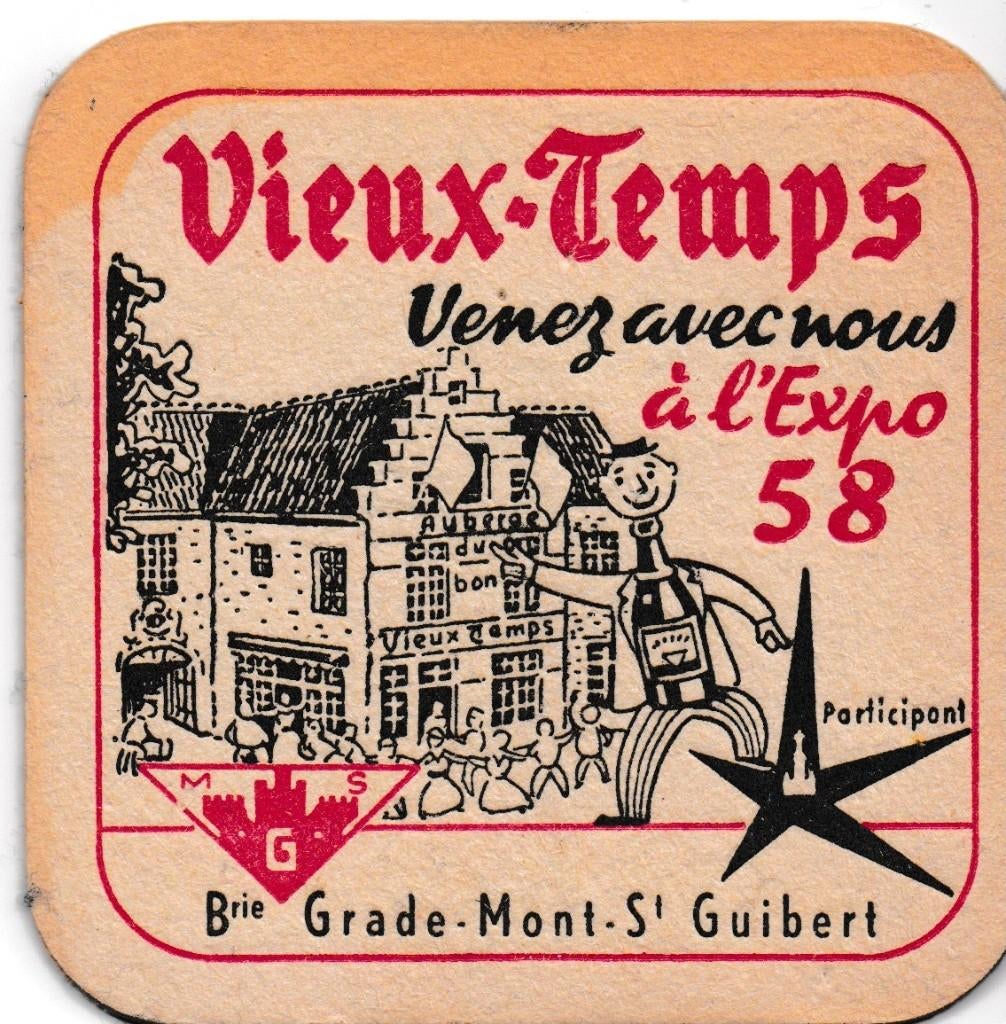 Vieux-Temps
Venez avec nous
à l'Expo
58
Auberge
du
bon
Vieux Temps
Participant
M S
G
Brie Grade-Mont-St Guibert